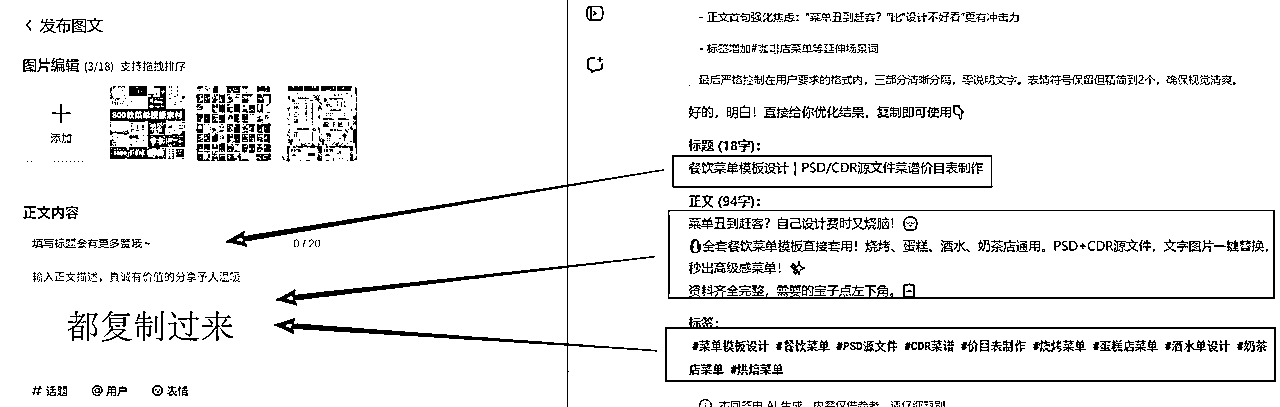 发布图文
图片编辑 (3/18) 支持拖拽排序
添加
正文内容
填写标题会有更多赞哦~
0 / 20
输入正文描述，真诚有价值的分享予人温暖
都复制过来
# 话题 @用户 表情
- 正文首句强化焦虑："菜单丑到赶客？"比"设计不好看"更有冲击力
- 标签增加#咖啡店菜单等延伸场景词
最后严格控制在用户要求的格式内，三部分清晰分隔，零说明文字。表情符号保留但精简到2个，确保视觉清爽。
好的，明白！直接给你优化结果，复制即可使用👇
标题 (18字)：
餐饮菜单模板设计 | PSD/CDR源文件菜谱价目表制作
正文 (94字)：
菜单丑到赶客？自己设计费时又烧脑！
全套餐饮菜单模板直接套用！烧烤、蛋糕、酒水、奶茶店通用。PSD+CDR源文件，文字图片一键替换，
秒出高级感菜单！✨
资料齐全完整，需要的宝子点左下角。
标签：
#菜单模板设计 #餐饮菜单 #PSD源文件 #CDR菜谱 #价目表制作 #烧烤菜单 #蛋糕店菜单 #酒水单设计 #奶茶
店菜单 #烘焙菜单